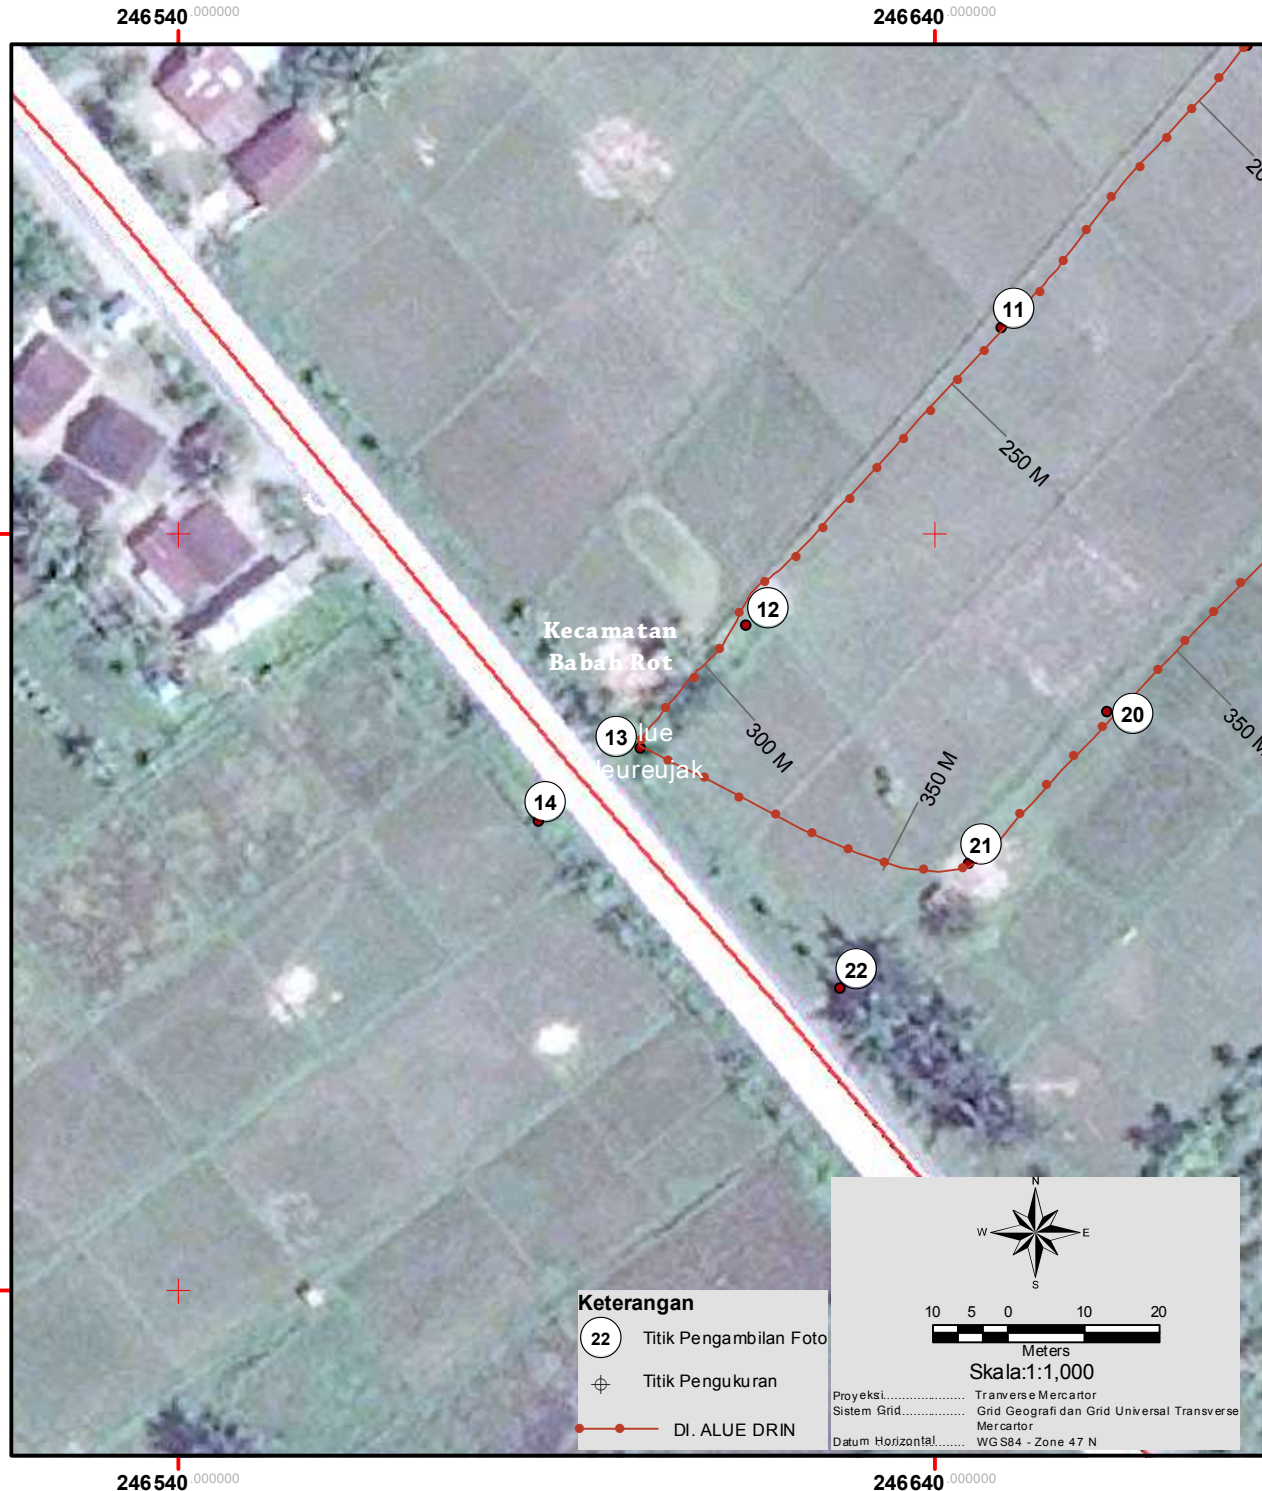 246540.000000
246640.000000
20
11
250 M
12
Kecamatan
Babah Rot
13
lue
eureujak
300 M
350 M
20
350 M
14
21
22
N
W
E
S
Keterangan
22 Titik Pengambilan Foto
Titik Pengukuran
DI. ALUE DRIN
10 5 0 10 20
Meters
Skala:1:1,000
Proyeksi..................... Tranverse Mercartor
Sistem Grid................. Grid Geografi dan Grid Universal Transverse
Mercartor
Datum Horizontal........ WGS84 - Zone 47 N
246540.000000
246640.000000